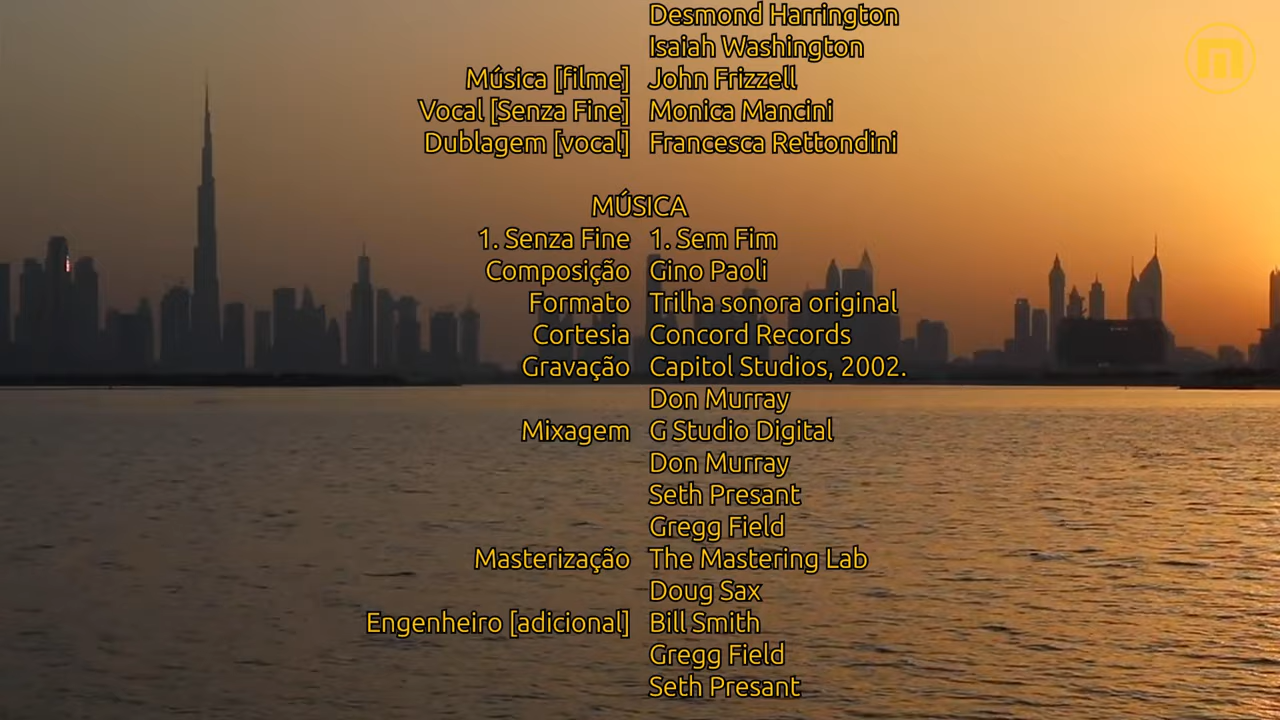 Desmond Harrington
Isaiah Washington
Música [filme] John Frizzell
Vocal [Senza Fine] Monica Mancini
Dublagem [vocal] Francesca Rettondini
MÚSICA
1. Senza Fine 1. Sem Fim
Composição Gino Paoli
Formato Trilha sonora original
Cortesia Concord Records
Gravação Capitol Studios, 2002.
Don Murray
Mixagem G Studio Digital
Don Murray
Seth Presant
Gregg Field
Masterização The Mastering Lab
Doug Sax
Engenheiro [adicional] Bill Smith
Gregg Field
Seth Presant